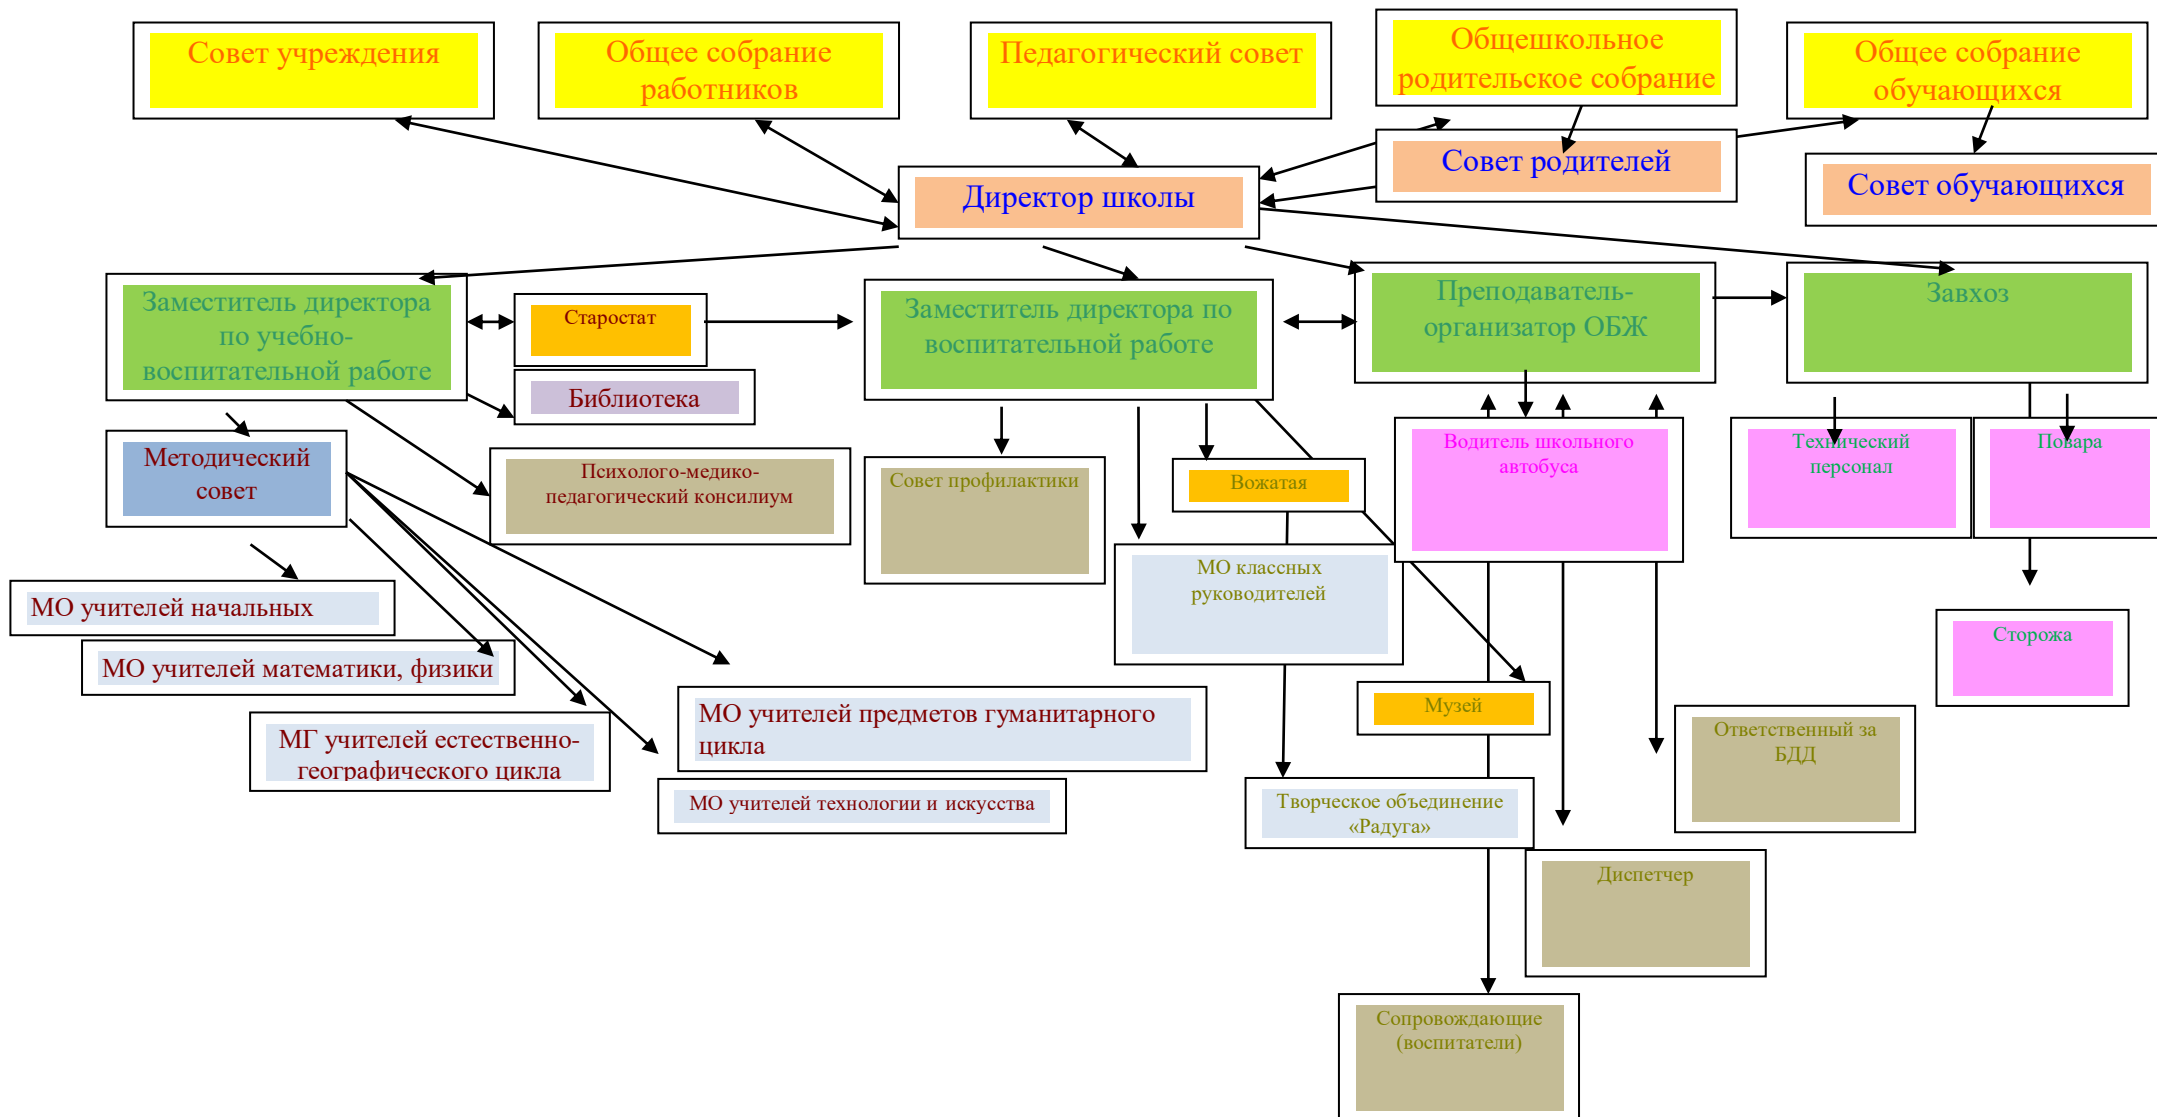 Совет учреждения
Общее собрание
работников
Педагогический совет
Общешкольное
родительское собрание
Общее собрание
обучающихся
Совет родителей
Совет обучающихся
Директор школы
Заместитель директора
по учебно-
воспитательной работе
Старостат
Библиотека
Заместитель директора по
воспитательной работе
Преподаватель-
организатор ОБЖ
Завхоз
Методический
совет
Психолого-медико-
педагогический консилиум
Совет профилактики
Вожатая
Водитель школьного
автобуса
Технический
персонал
Повара
МО классных
руководителей
МО учителей начальных
МО учителей математики, физики
Сторожа
МГ учителей естественно-
географического цикла
МО учителей предметов гуманитарного
цикла
Музей
Ответственный за
БДД
МО учителей технологии и искусства
Творческое объединение
«Радуга»
Диспетчер
Сопровождающие
(воспитатели)